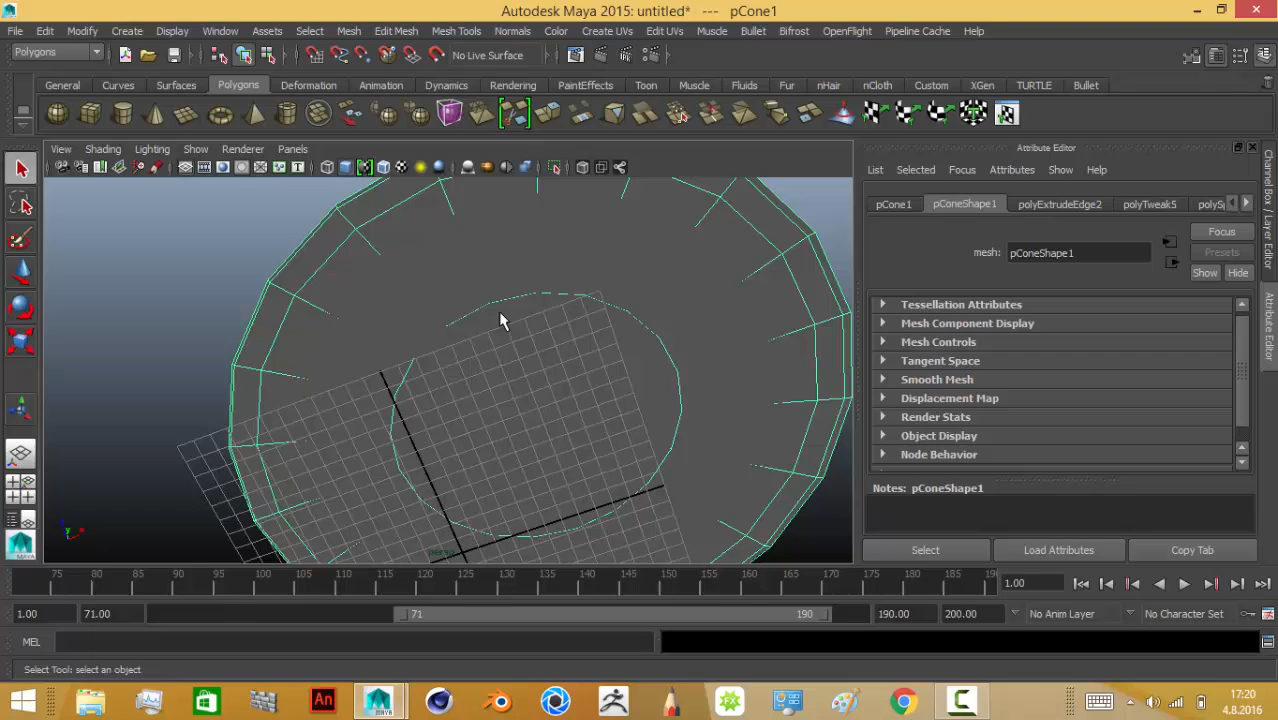 Autodesk Maya 2015: untitled* --- pCone1
File Edit Modify Create Display Window Assets Select Mesh Edit Mesh Mesh Tools Normals Color Create UVs Edit UVs Muscle Bullet Bifrost OpenFlight Pipeline Cache Help
Polygons No Live Surface
General Curves Surfaces Polygons Deformation Animation Dynamics Rendering PaintEffects Toon Muscle Fluids Fur nHair nCloth Custom XGen TURTLE Bullet
View Shading Lighting Show Renderer Panels
Attribute Editor
List Selected Focus Attributes Show Help
pCone1 pConeShape1 polyExtrudeEdge2 polyTweak5
Focus
mesh: pConeShape1
Presets
Show Hide
Tessellation Attributes
Mesh Component Display
Mesh Controls
Tangent Space
Smooth Mesh
Displacement Map
Render Stats
Object Display
Node Behavior
Notes: pConeShape1
Select Load Attributes Copy Tab
Channel Box / Layer Editor
Attribute Editor
persp
75 80 85 90 95 100 105 110 115 120 125 130 135 140 145 150 155 160 165 170 175 180 185 190 1.00
1.00 71.00 71 190 190.00 200.00 No Anim Layer No Character Set
MEL
Select Tool: select an object
17:20
4.8.2016